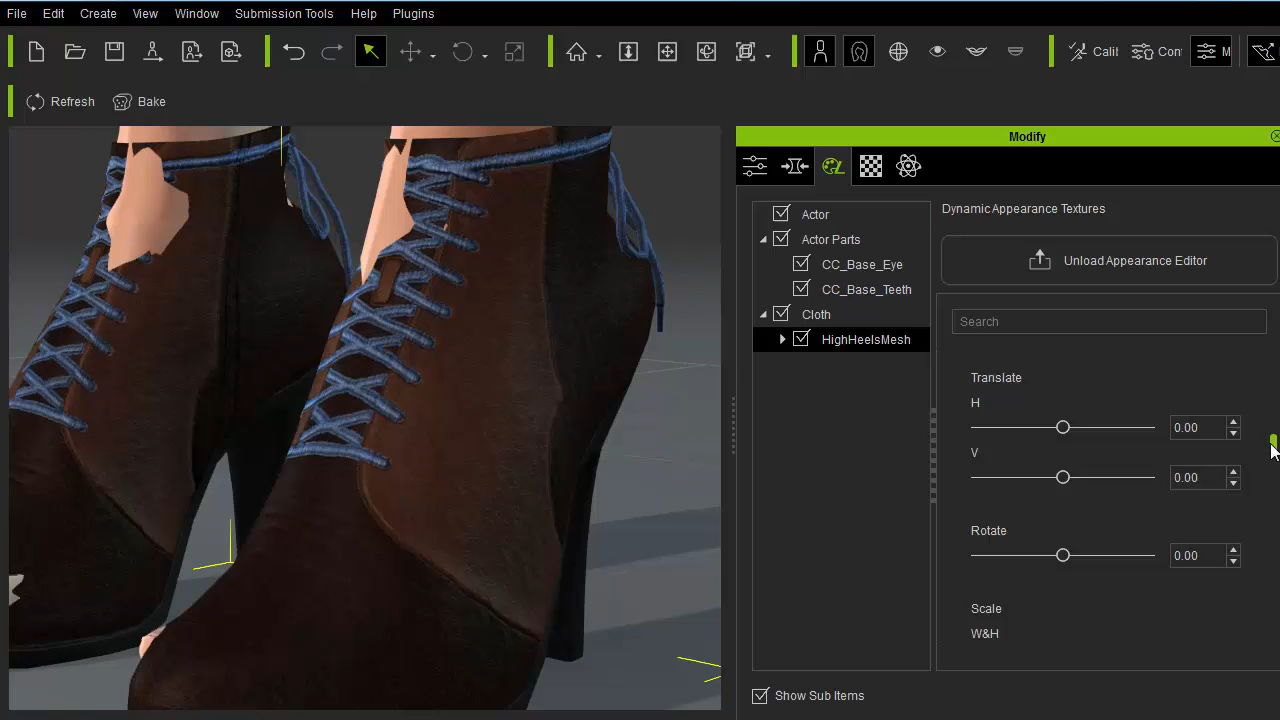 File Edit Create View Window Submission Tools Help Plugins
Calit Con M
Refresh Bake
Modify
Actor
Actor Parts
CC_Base_Eye
CC_Base_Teeth
Cloth
HighHeelsMesh
Show Sub Items
Dynamic Appearance Textures
Unload Appearance Editor
Search
Translate
H
0.00
V
0.00
Rotate
0.00
Scale
W&H